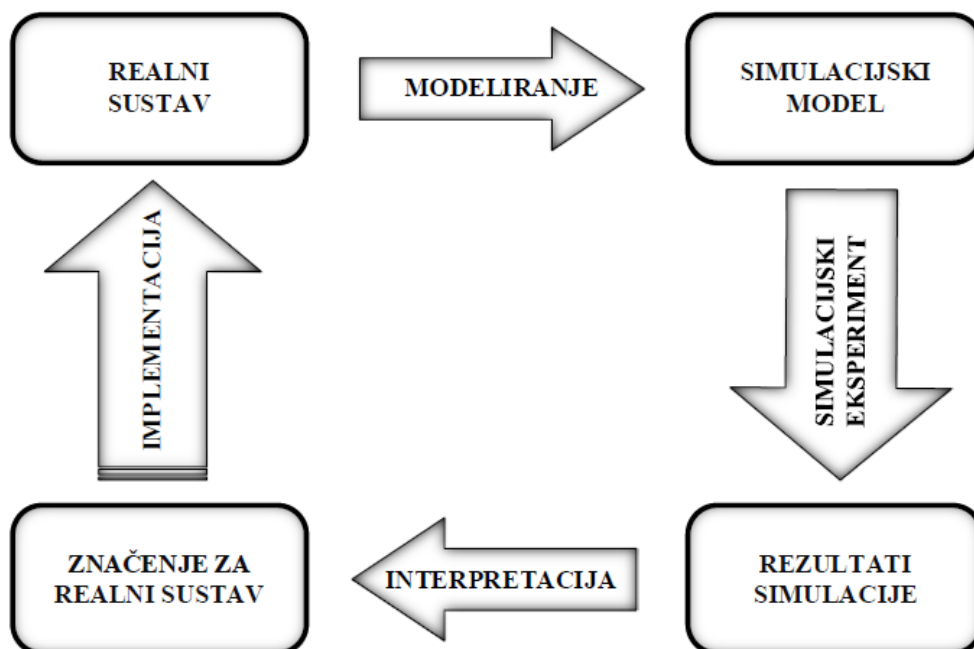 REALNI
SUSTAV
MODELIRANJE
SIMULACIJSKI
MODEL
IMPLEMENTACIJA
SIMULACIJSKI
EKSPERIMENT
ZNAČENJE ZA
REALNI SUSTAV
INTERPRETACIJA
REZULTATI
SIMULACIJE